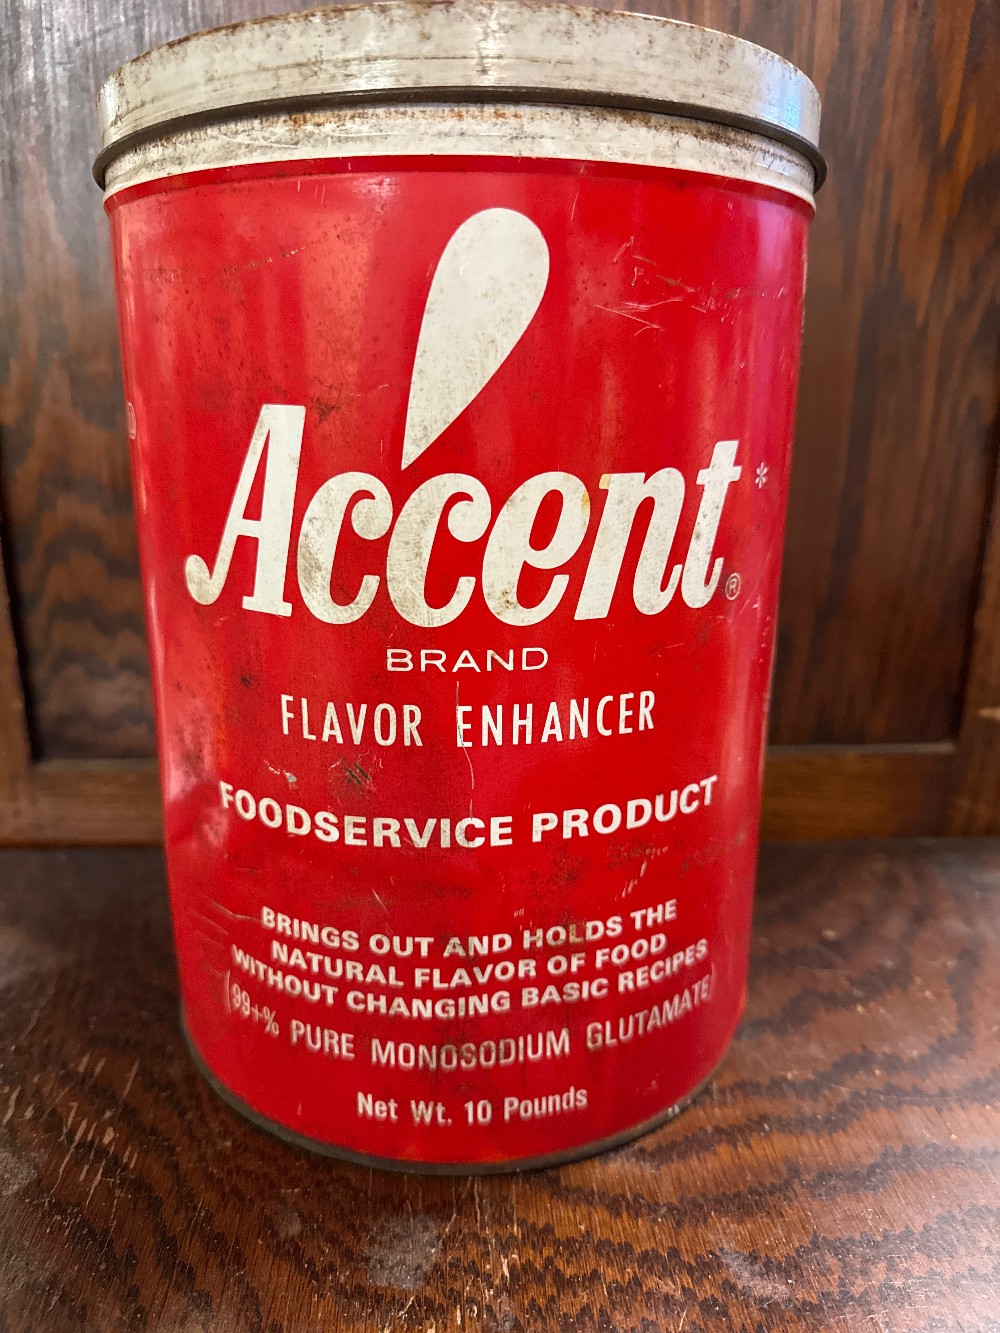 Accent*®
BRAND
FLAVOR ENHANCER
FOODSERVICE PRODUCT
BRINGS OUT AND HOLDS THE
NATURAL FLAVOR OF FOOD
WITHOUT CHANGING BASIC RECIPES
(99+% PURE MONOSODIUM GLUTAMATE)
Net Wt. 10 Pounds